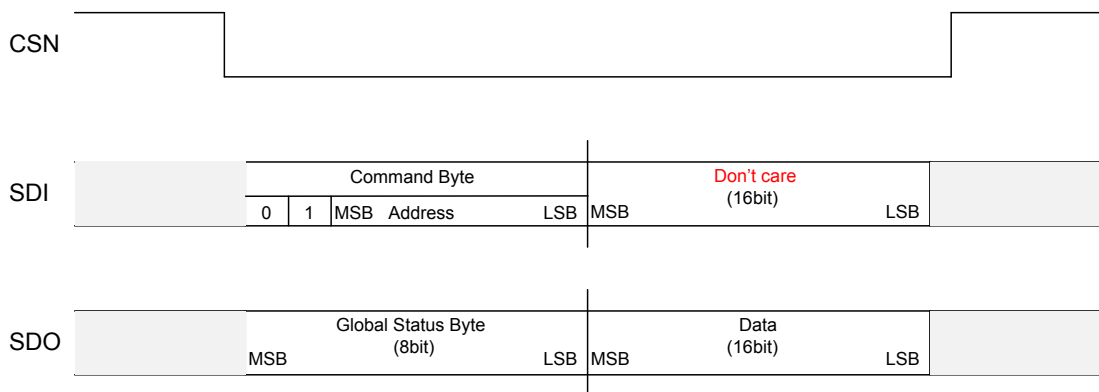 CSN
SDI
Command Byte
0 1 MSB Address LSB
Don't care
(16bit)
MSB LSB
SDO
Global Status Byte
(8bit)
MSB LSB
Data
(16bit)
MSB LSB